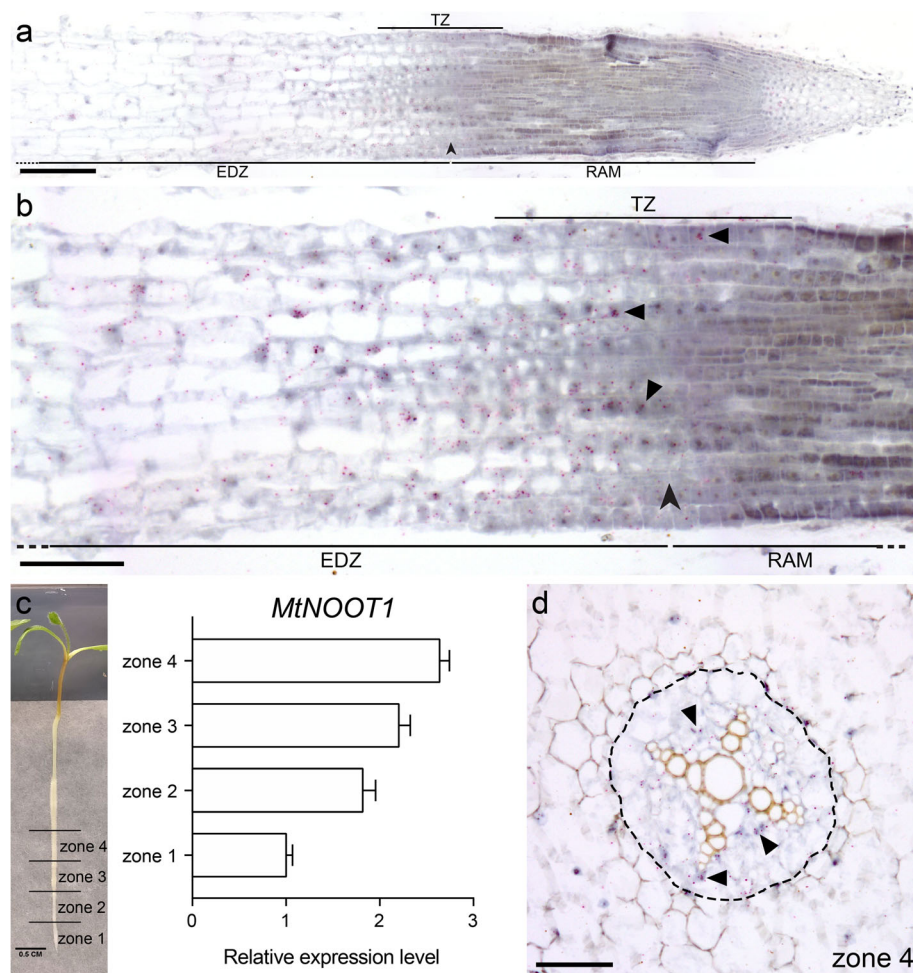 a
TZ
EDZ
RAM
b
TZ
EDZ
RAM
c
zone 4
zone 3
zone 2
zone 1
0.5 CM
MtNOOT1
zone 4
zone 3
zone 2
zone 1
0 1 2 3
Relative expression level
d
zone 4